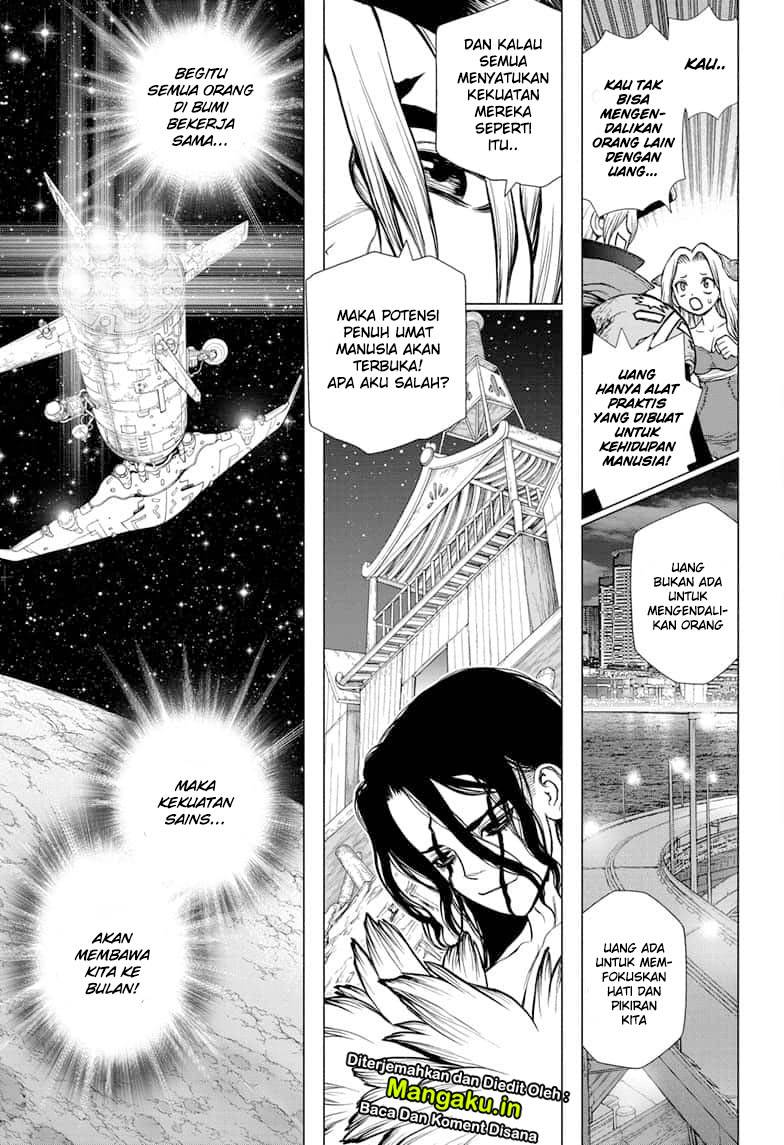 KAU..
KAU TAK
BISA
MENGEN-
DALIKAN
ORANG LAIN
DENGAN
UANG...
UANG
HANYA ALAT
PRAKTIS
YANG DIBUAT
UNTUK
KEHIDUPAN
MANUSIA!
UANG
BUKAN ADA
UNTUK
MENGENDALI-
KAN ORANG
UANG ADA
UNTUK MEM-
FOKUSKAN
HATI DAN
PIKIRAN
KITA
DAN KALAU
SEMUA
MENYATUKAN
KEKUATAN
MEREKA
SEPERTI
ITU..
MAKA POTENSI
PENUH UMAT
MANUSIA AKAN
TERBUKA!
APA AKU SALAH?
BEGITU
SEMUA ORANG
DI BUMI
BEKERJA
SAMA...
MAKA
KEKUATAN
SAINS...
AKAN
MEMBAWA
KITA KE
BULAN!
Diterjemahkan dan Diedit Oleh :
Mangaku.in
Baca Dan Koment Disana